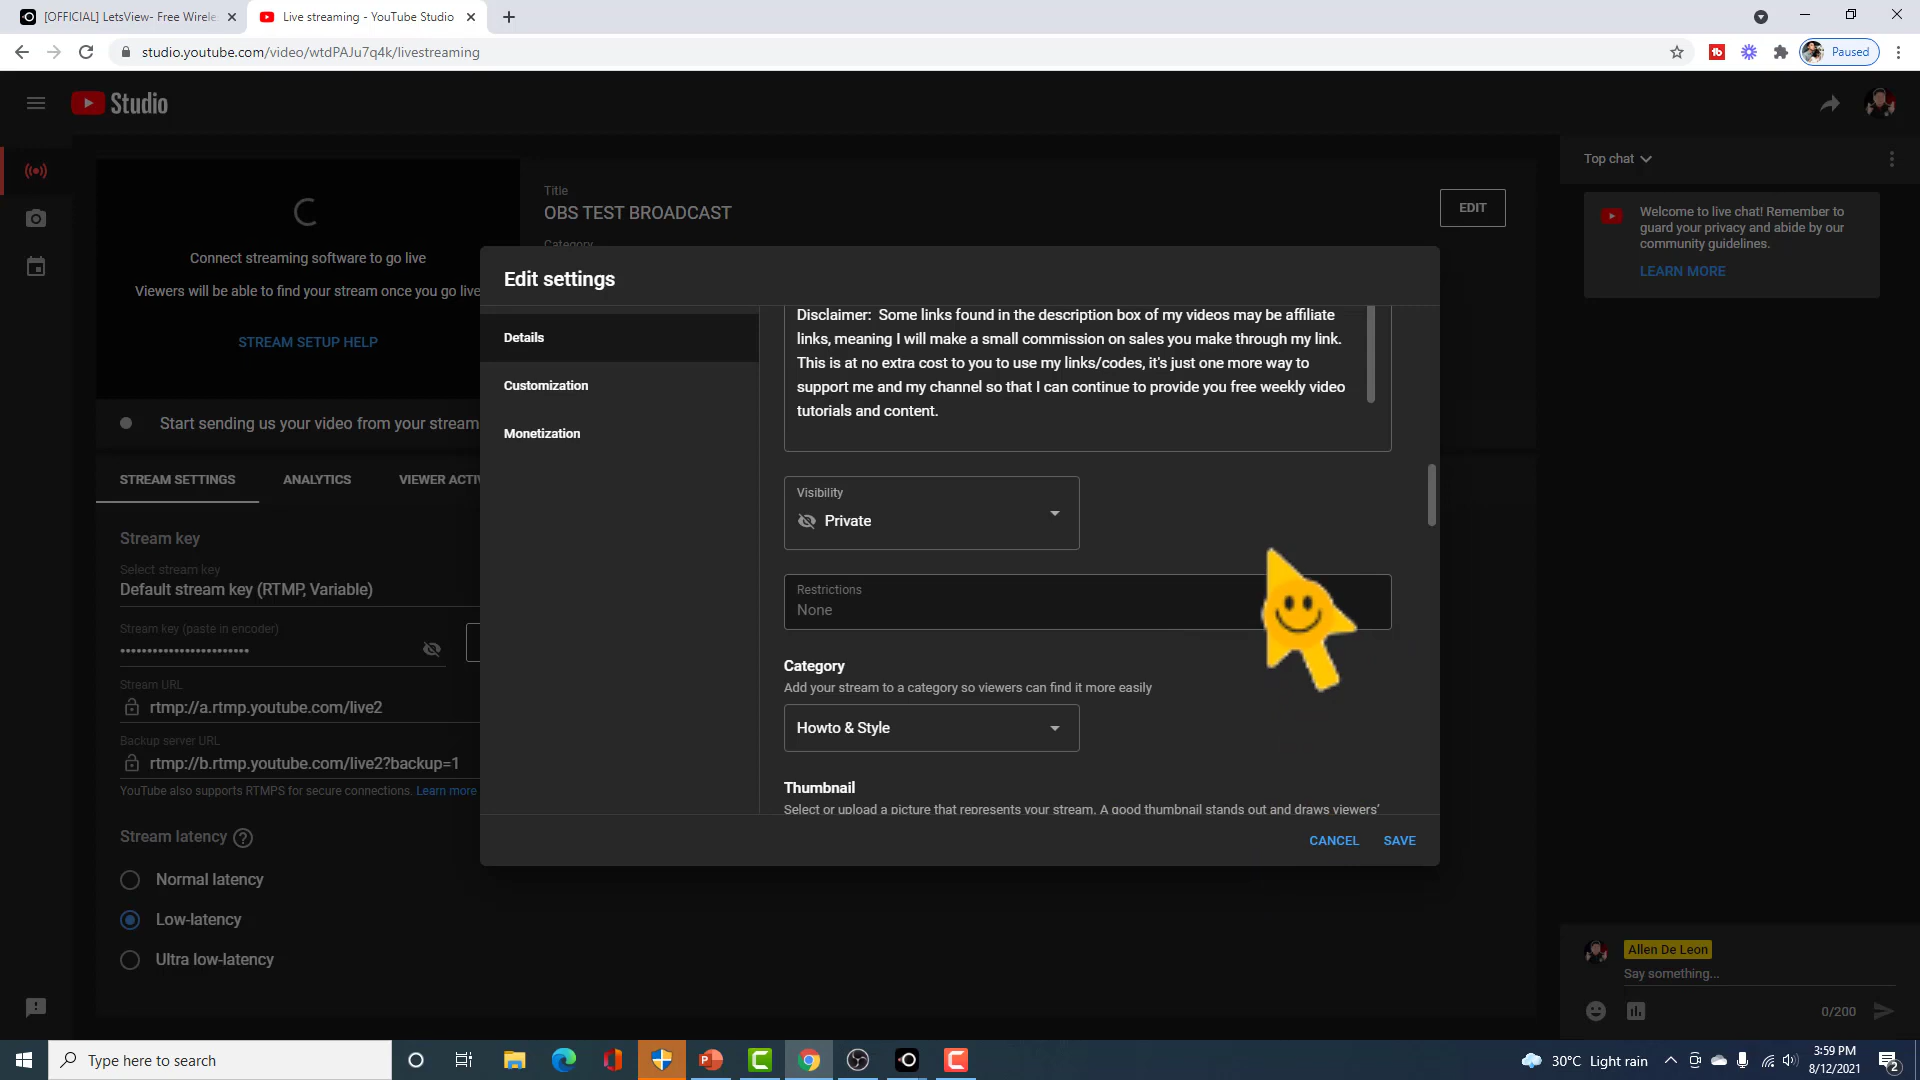 [OFFICIAL] LetsView- Free Wirele
Live streaming - YouTube Studio
studio.youtube.com/video/wtdPAJu7q4k/livestreaming
Paused
Studio
Connect streaming software to go live
Viewers will be able to find your stream once you go live
STREAM SETUP HELP
Title
OBS TEST BROADCAST
Category
EDIT
Top chat
Welcome to live chat! Remember to
guard your privacy and abide by our
community guidelines.
LEARN MORE
Start sending us your video from your stream
STREAM SETTINGS
ANALYTICS
VIEWER ACTIV
Stream key
Select stream key
Default stream key (RTMP, Variable)
Stream key (paste in encoder)
Stream URL
rtmp://a.rtmp.youtube.com/live2
Backup server URL
rtmp://b.rtmp.youtube.com/live2?backup=1
YouTube also supports RTMPS for secure connections. Learn more
Stream latency
Normal latency
Low-latency
Ultra low-latency
Edit settings
Details
Customization
Monetization
Disclaimer: Some links found in the description box of my videos may be affiliate
links, meaning I will make a small commission on sales you make through my link.
This is at no extra cost to you to use my links/codes, it's just one more way to
support me and my channel so that I can continue to provide you free weekly video
tutorials and content.
Visibility
Private
Restrictions
None
Category
Add your stream to a category so viewers can find it more easily
Howto & Style
Thumbnail
Select or upload a picture that represents your stream. A good thumbnail stands out and draws viewers'
CANCEL
SAVE
Allen De Leon
Say something...
0/200
Type here to search
30°C Light rain
3:59 PM
8/12/2021
2